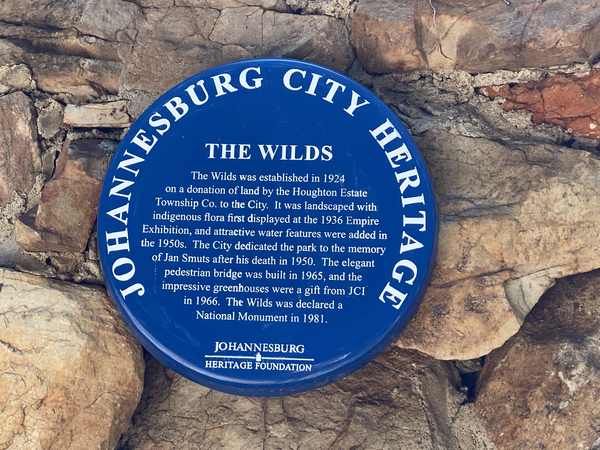 JOHANNESBURG CITY HERITAGE
THE WILDS
The Wilds was established in 1924
on a donation of land by the Houghton Estate
Township Co. to the City. It was landscaped with
indigenous flora first displayed at the 1936 Empire
Exhibition, and attractive water features were added in
the 1950s. The City dedicated the park to the memory
of Jan Smuts after his death in 1950. The elegant
pedestrian bridge was built in 1965, and the
impressive greenhouses were a gift from JCI
in 1966. The Wilds was declared a
National Monument in 1981.
JOHANNESBURG
HERITAGE FOUNDATION